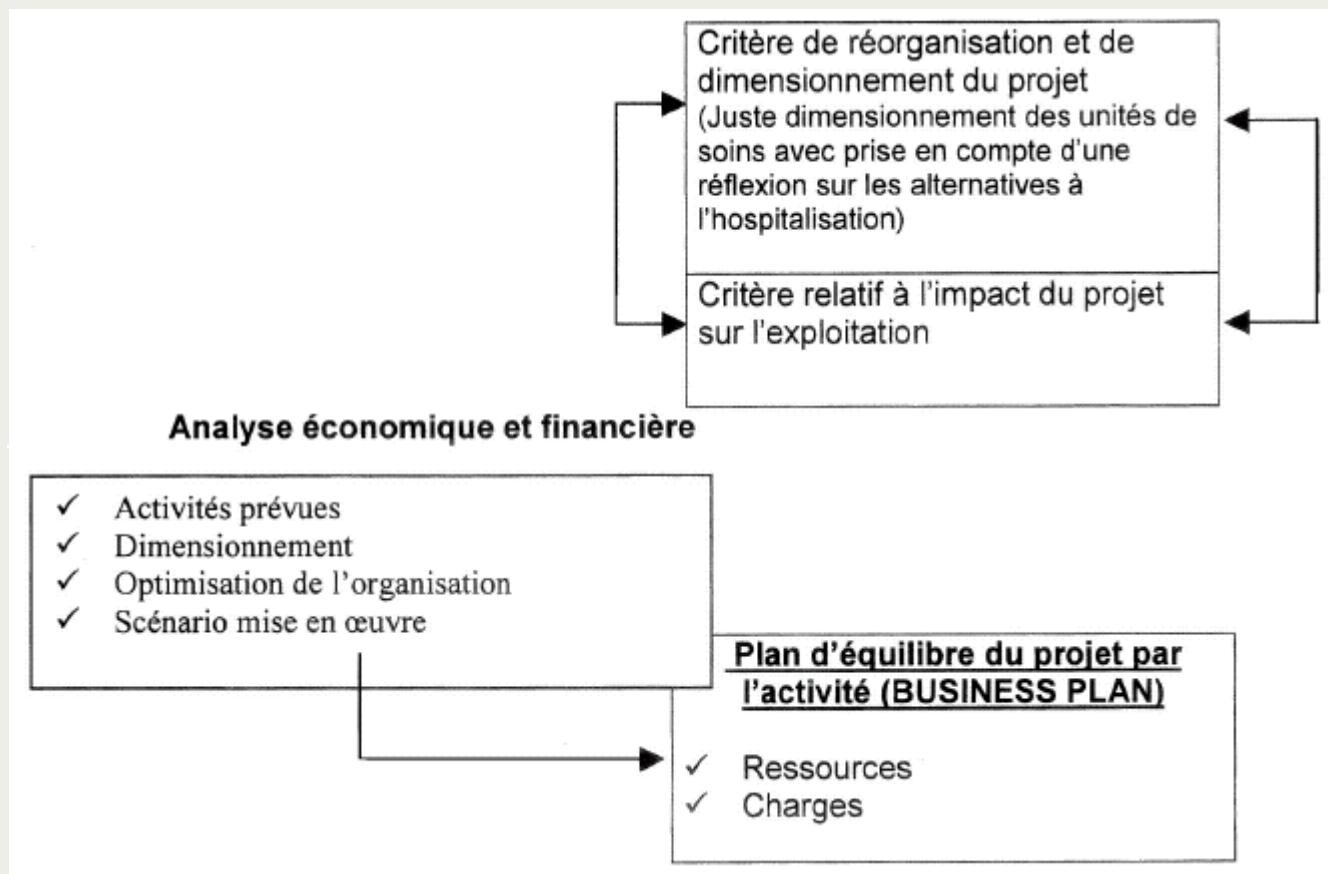 Critère de réorganisation et de
dimensionnement du projet
(Juste dimensionnement des unités de
soins avec prise en compte d'une
réflexion sur les alternatives à
l'hospitalisation)
Critère relatif à l'impact du projet
sur l'exploitation
Analyse économique et financière
✓ Activités prévues
✓ Dimensionnement
✓ Optimisation de l'organisation
✓ Scénario mise en œuvre
Plan d'équilibre du projet par
l'activité (BUSINESS PLAN)
✓ Ressources
✓ Charges